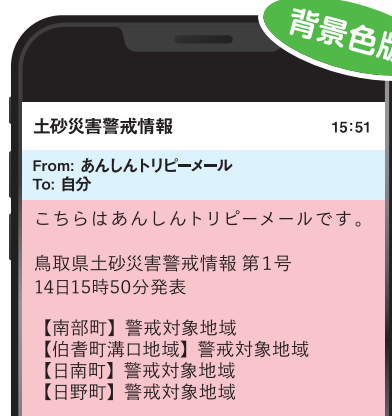 背景色版
土砂災害警戒情報 15:51
From: あんしんトリピーメール
To: 自分
こちらはあんしんトリピーメールです。
鳥取県土砂災害警戒情報 第1号
14日15時50分発表
【南部町】警戒対象地域
【伯耆町溝口地域】警戒対象地域
【日南町】警戒対象地域
【日野町】警戒対象地域